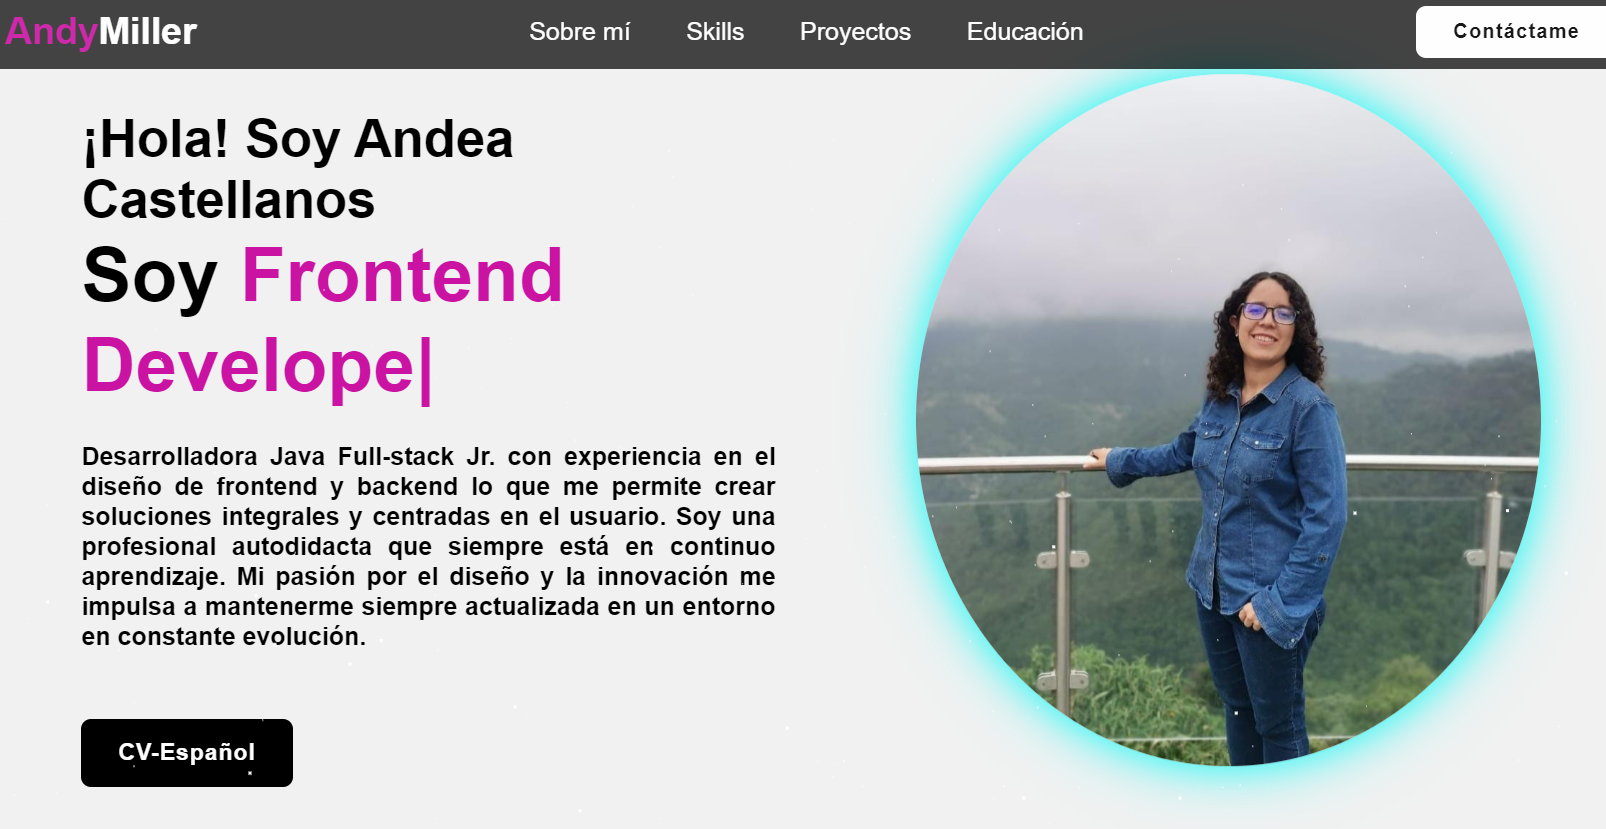 AndyMiller
Sobre mí Skills Proyectos Educación
Contáctame
¡Hola! Soy Andea
Castellanos
Soy Frontend
Develope|
Desarrolladora Java Full-stack Jr. con experiencia en el
diseño de frontend y backend lo que me permite crear
soluciones integrales y centradas en el usuario. Soy una
profesional autodidacta que siempre está en continuo
aprendizaje. Mi pasión por el diseño y la innovación me
impulsa a mantenerme siempre actualizada en un entorno
en constante evolución.
CV-Español